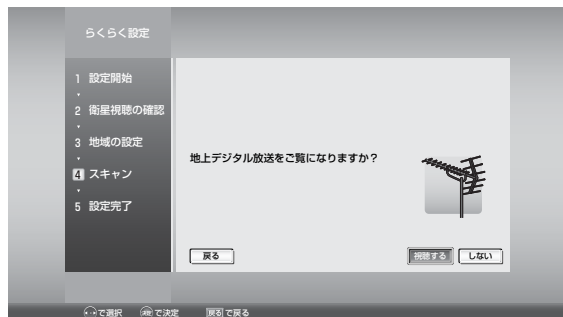 らくらく設定
1 設定開始
2 衛星視聴の確認
3 地域の設定
4 スキャン
5 設定完了
地上デジタル放送をご覧になりますか？
戻る
視聴する
しない
で選択 決定で決定 戻るで戻る